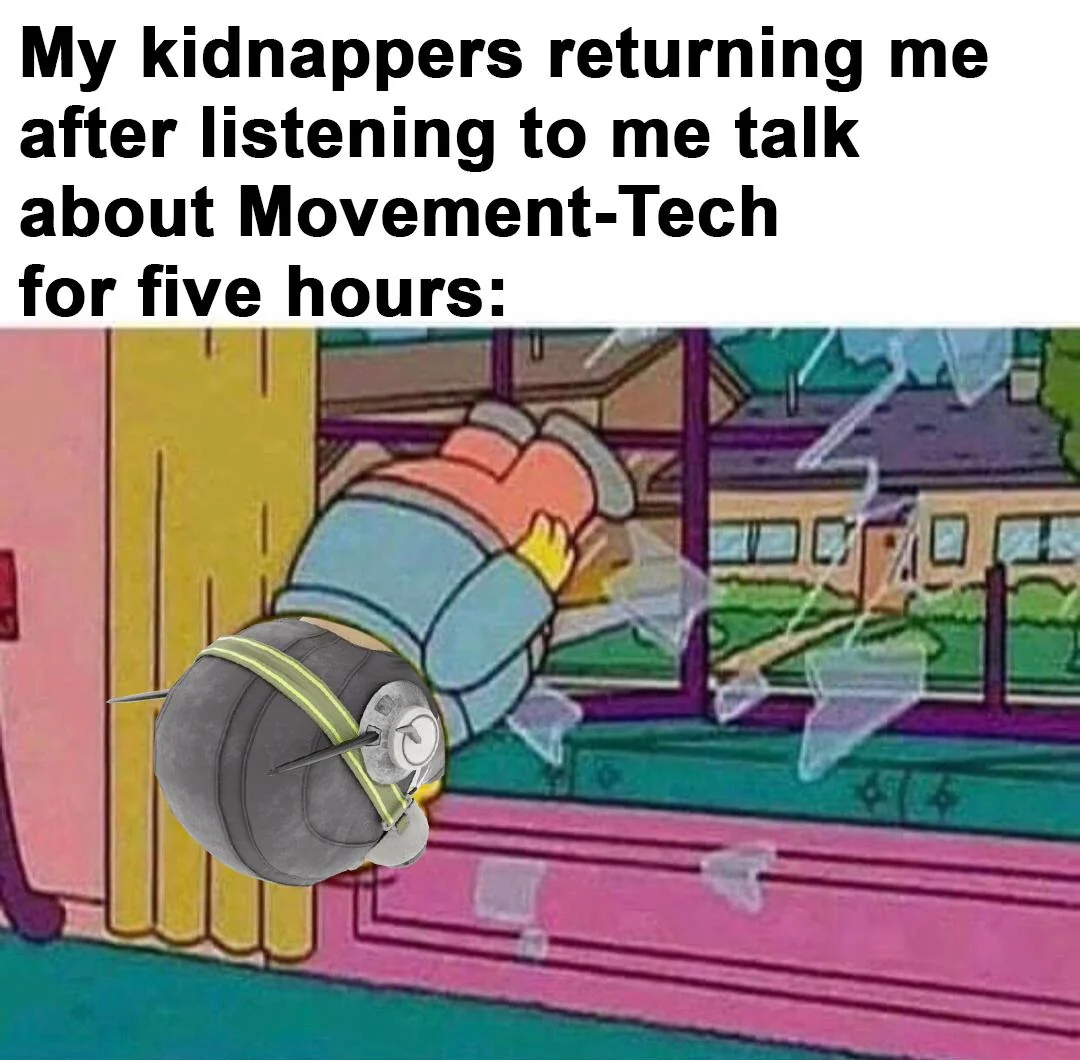 My kidnappers returning me
after listening to me talk
about Movement-Tech
for five hours: